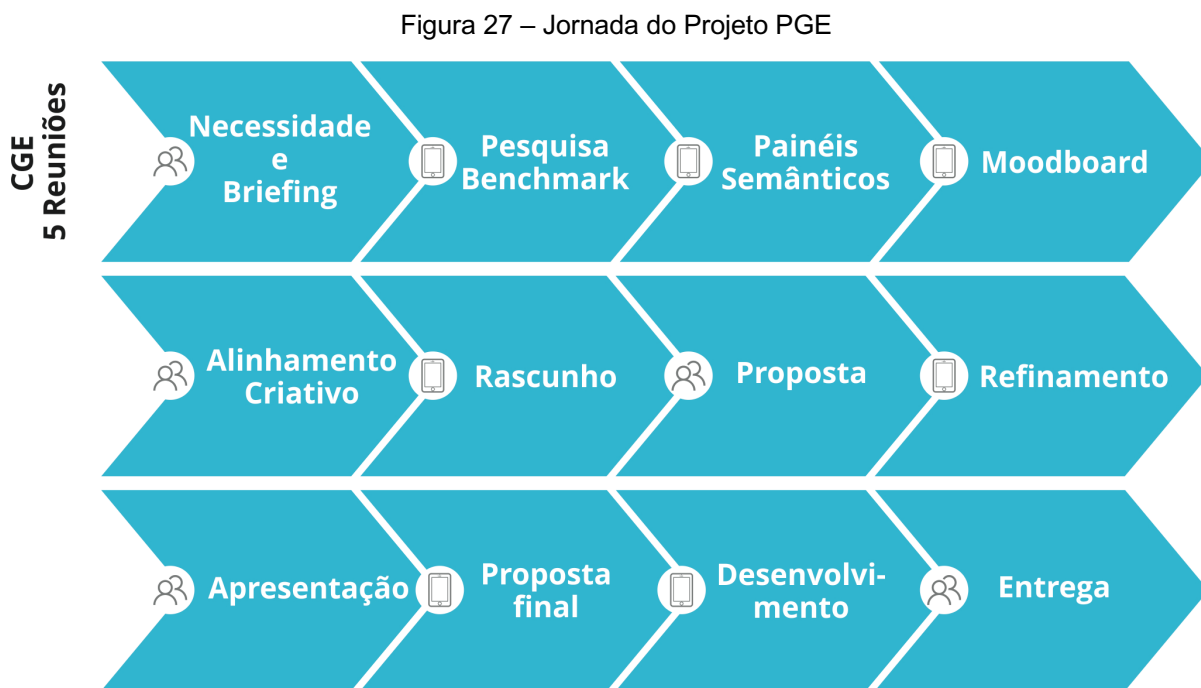 Figura 27 – Jornada do Projeto PGE
CGE
5 Reuniões
Necessidade
e
Briefing
Pesquisa
Benchmark
Painéis
Semânticos
Moodboard
Alinhamento
Criativo
Rascunho
Proposta
Refinamento
Apresentação
Proposta
final
Desenvolvi-
mento
Entrega